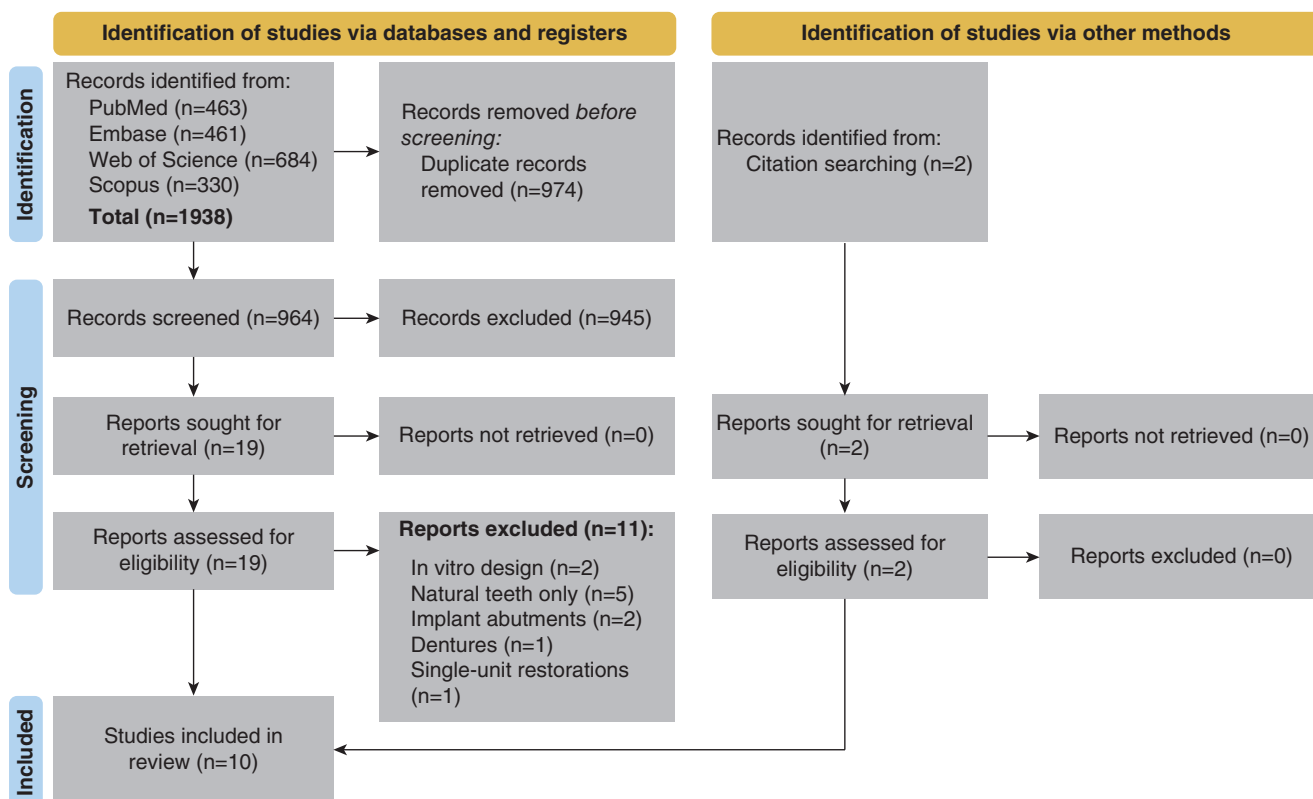 Identification of studies via databases and registers
Identification of studies via other methods
Identification
Records identified from:
PubMed (n=463)
Embase (n=461)
Web of Science (n=684)
Scopus (n=330)
Total (n=1938)
Records removed before
screening:
Duplicate records
removed (n=974)
Records identified from:
Citation searching (n=2)
Screening
Records screened (n=964)
Records excluded (n=945)
Reports sought for
retrieval (n=19)
Reports not retrieved (n=0)
Reports sought for retrieval
(n=2)
Reports not retrieved (n=0)
Reports assessed for
eligibility (n=19)
Reports excluded (n=11):
In vitro design (n=2)
Natural teeth only (n=5)
Implant abutments (n=2)
Dentures (n=1)
Single-unit restorations
(n=1)
Reports assessed for
eligibility (n=2)
Reports excluded (n=0)
Included
Studies included in
review (n=10)